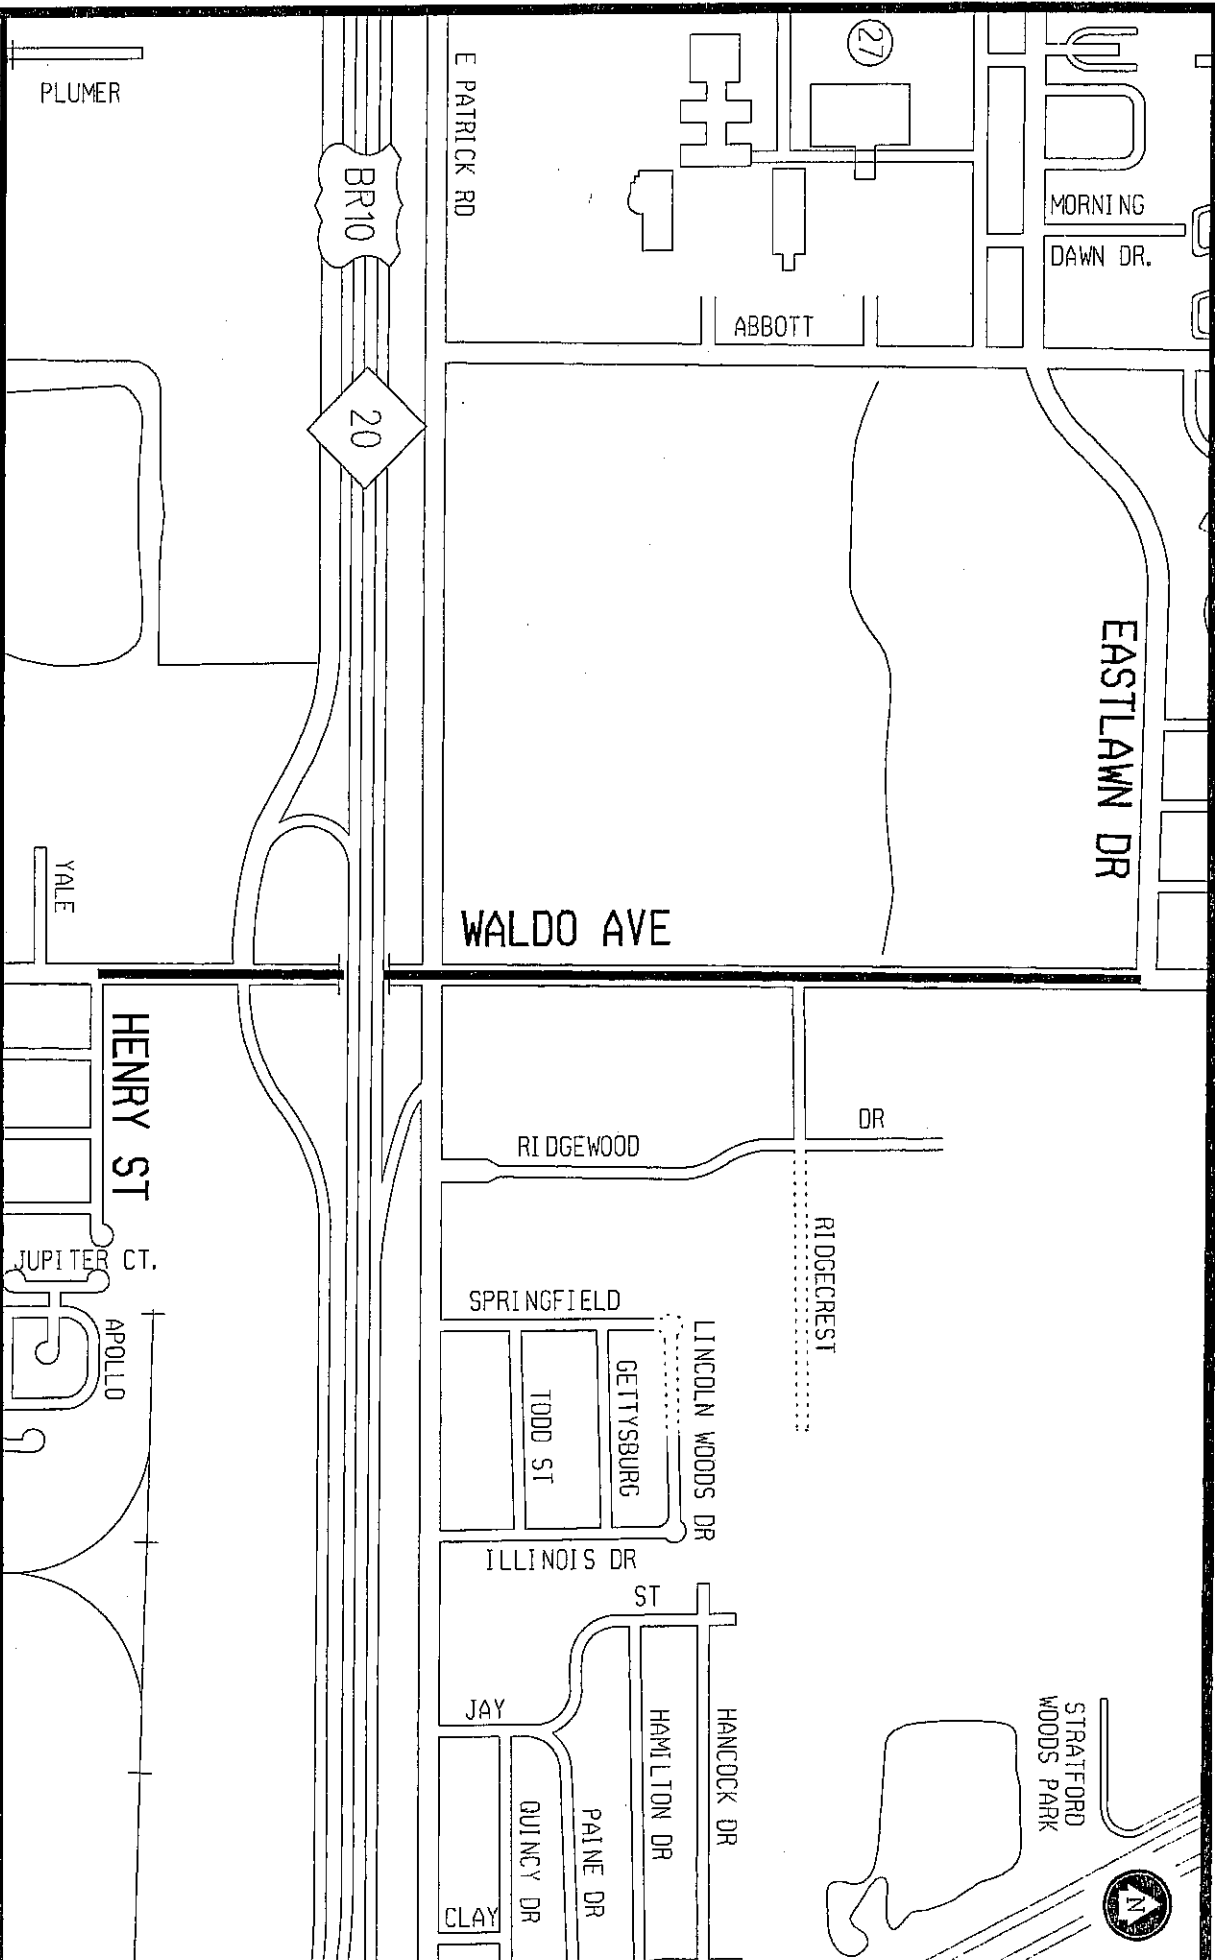 PLUMER
BR10
E PATRICK RD
27
MORNING
DAWN DR.
ABBOTT
20
EASTLAWN DR
YALE
WALDO AVE
HENRY ST
RIDGEWOOD
DR
RIDGECREST
JUPITER CT.
APOLLO
SPRINGFIELD
LINCOLN WOODS DR
GETTYSBURG
TODD ST
ILLINOIS DR
ST
JAY
HANCOCK DR
HAMILTON DR
PAINE DR
QUINCY DR
CLAY
STRATFORD
WOODS PARK
N